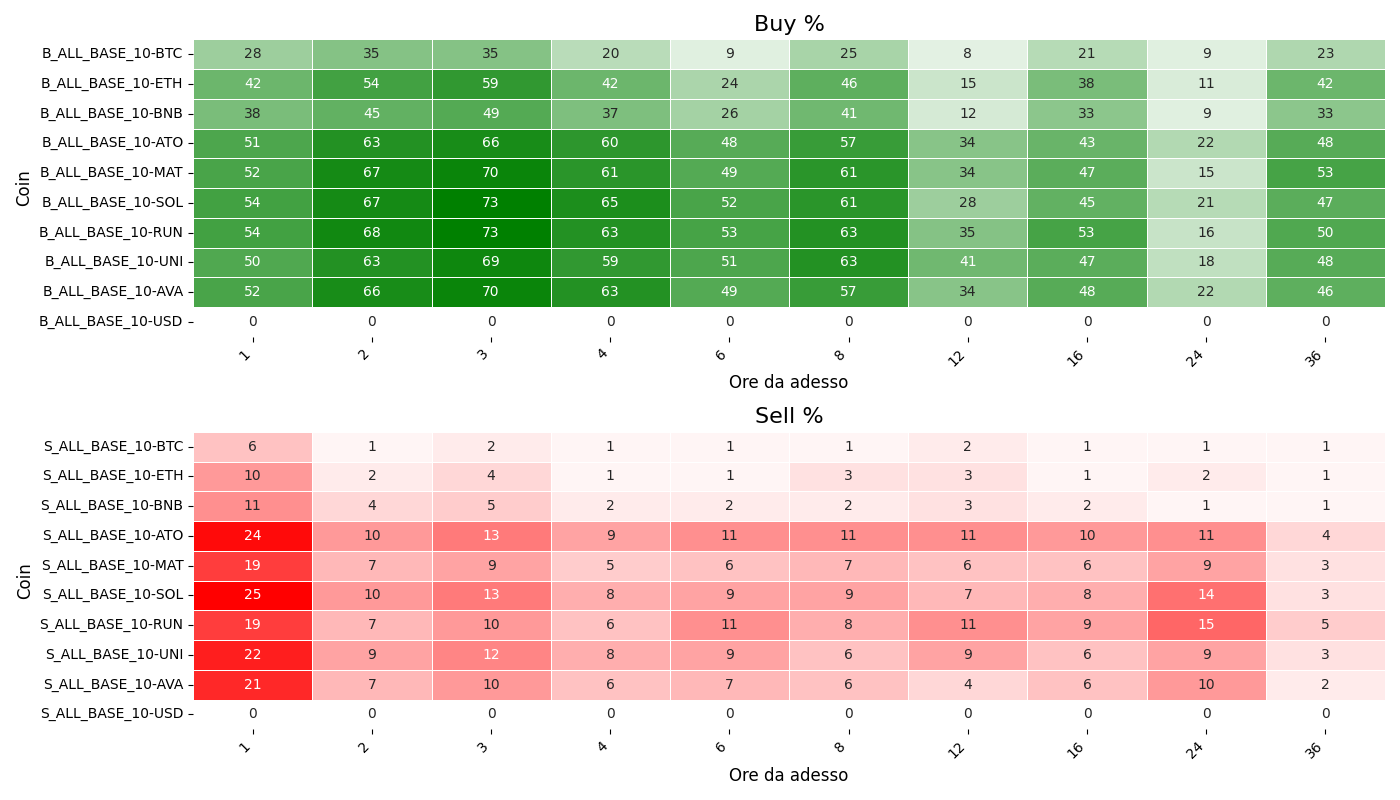 Buy %
Coin
B_ALL_BASE_10-BTC 28 35 35 20 9 25 8 21 9 23
B_ALL_BASE_10-ETH 42 54 59 42 24 46 15 38 11 42
B_ALL_BASE_10-BNB 38 45 49 37 26 41 12 33 9 33
B_ALL_BASE_10-ATO 51 63 66 60 48 57 34 43 22 48
B_ALL_BASE_10-MAT 52 67 70 61 49 61 34 47 15 53
B_ALL_BASE_10-SOL 54 67 73 65 52 61 28 45 21 47
B_ALL_BASE_10-RUN 54 68 73 63 53 63 35 53 16 50
B_ALL_BASE_10-UNI 50 63 69 59 51 63 41 47 18 48
B_ALL_BASE_10-AVA 52 66 70 63 49 57 34 48 22 46
B_ALL_BASE_10-USD 0 0 0 0 0 0 0 0 0 0
1 2 3 4 6 8 12 16 24 36
Ore da adesso
Sell %
Coin
S_ALL_BASE_10-BTC 6 1 2 1 1 1 2 1 1 1
S_ALL_BASE_10-ETH 10 2 4 1 1 3 3 1 2 1
S_ALL_BASE_10-BNB 11 4 5 2 2 2 3 2 1 1
S_ALL_BASE_10-ATO 24 10 13 9 11 11 11 10 11 4
S_ALL_BASE_10-MAT 19 7 9 5 6 7 6 6 9 3
S_ALL_BASE_10-SOL 25 10 13 8 9 9 7 8 14 3
S_ALL_BASE_10-RUN 19 7 10 6 11 8 11 9 15 5
S_ALL_BASE_10-UNI 22 9 12 8 9 6 9 6 9 3
S_ALL_BASE_10-AVA 21 7 10 6 7 6 4 6 10 2
S_ALL_BASE_10-USD 0 0 0 0 0 0 0 0 0 0
1 2 3 4 6 8 12 16 24 36
Ore da adesso